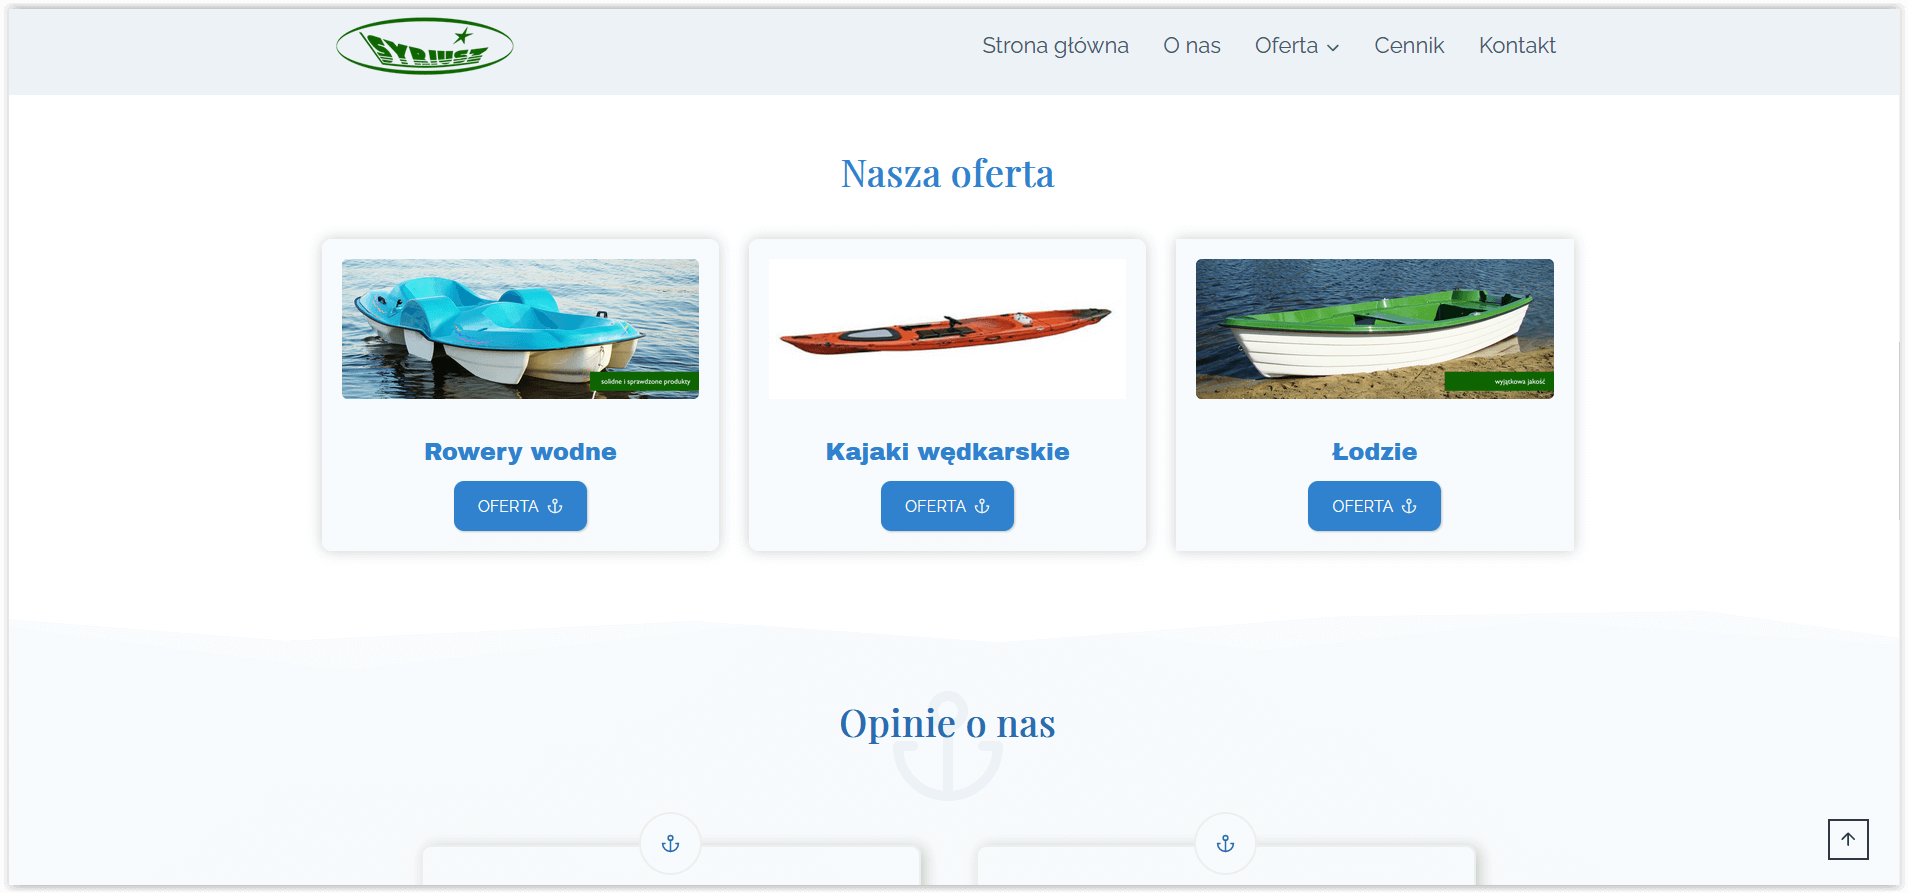 SYRIUSZ
Strona główna O nas Oferta Cennik Kontakt
Nasza oferta
solidne i sprawdzone produkty
wyjątkowa jakość
Rowery wodne
Kajaki wędkarskie
Łodzie
OFERTA
OFERTA
OFERTA
Opinie o nas